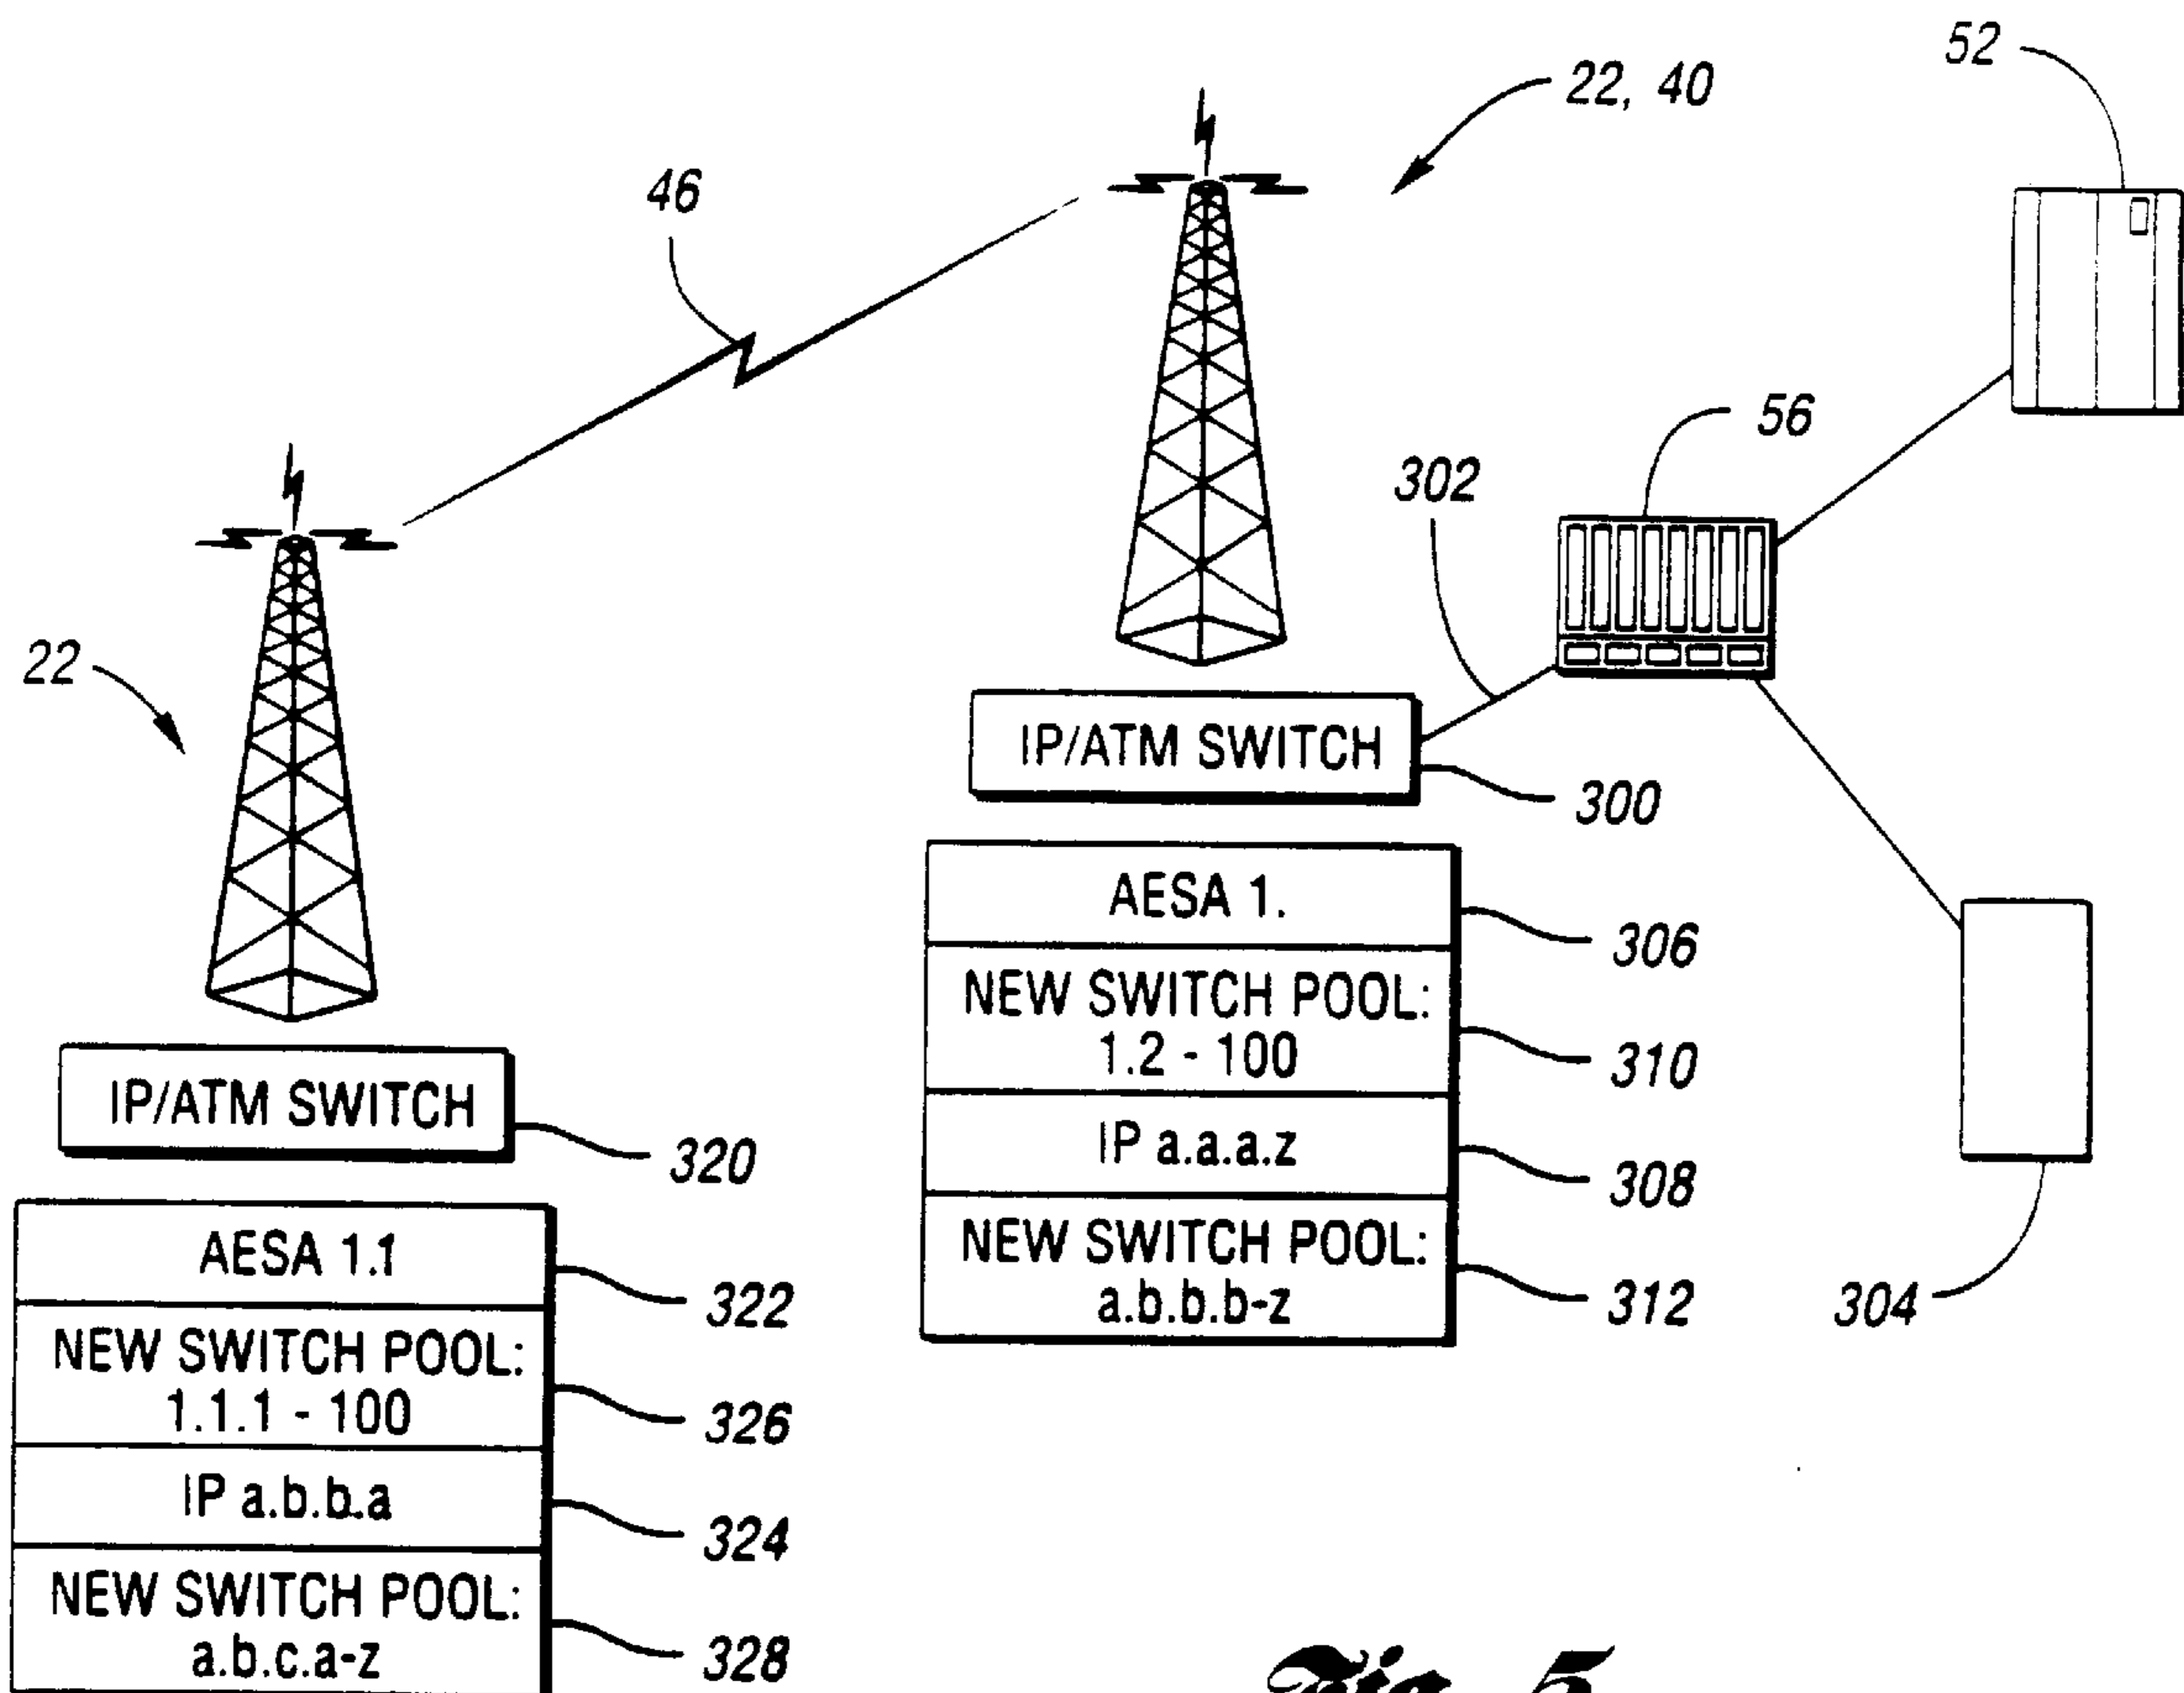 52
22, 40
46
56
302
22
IP/ATM SWITCH
300
AESA 1.
306
NEW SWITCH POOL:
1.2 - 100
310
IP a.a.a.z
308
NEW SWITCH POOL:
a.b.b.b-z
312
304
IP/ATM SWITCH
320
AESA 1.1
322
NEW SWITCH POOL:
1.1.1 - 100
326
IP a.b.b.a
324
NEW SWITCH POOL:
a.b.c.a-z
328
Fig. 5